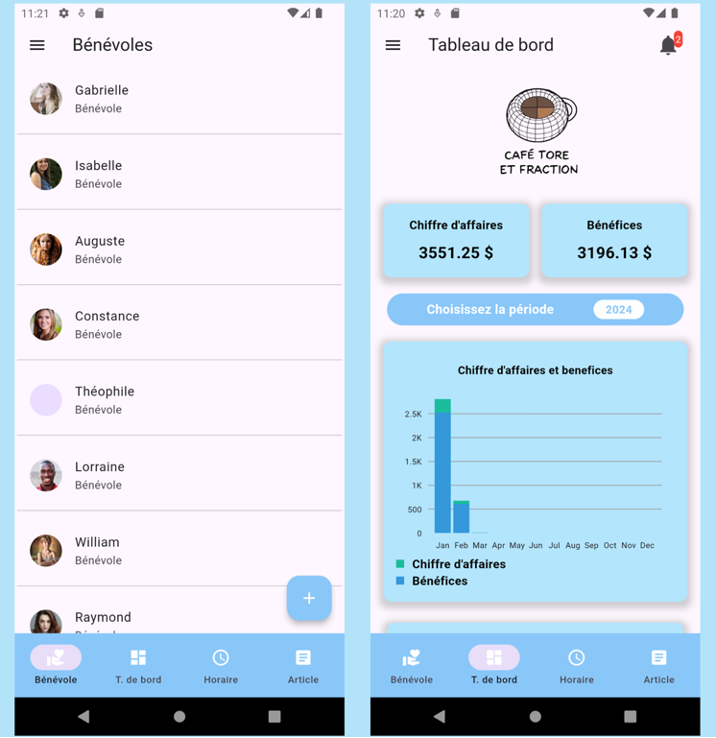 11:21
Bénévoles
Gabrielle
Bénévole
Isabelle
Bénévole
Auguste
Bénévole
Constance
Bénévole
Théophile
Bénévole
Lorraine
Bénévole
William
Bénévole
Raymond
Bénévole
+
Bénévole T. de bord Horaire Article
11:20
Tableau de bord
2
CAFÉ TORE
ET FRACTION
Chiffre d'affaires
3551.25 $
Bénéfices
3196.13 $
Choisissez la période 2024
Chiffre d'affaires et benefices
2.5K
2K
1.5K
1K
500
0
Jan Feb Mar Apr May Jun Jul Aug Sep Oct Nov Dec
Chiffre d'affaires
Bénéfices
Bénévole T. de bord Horaire Article